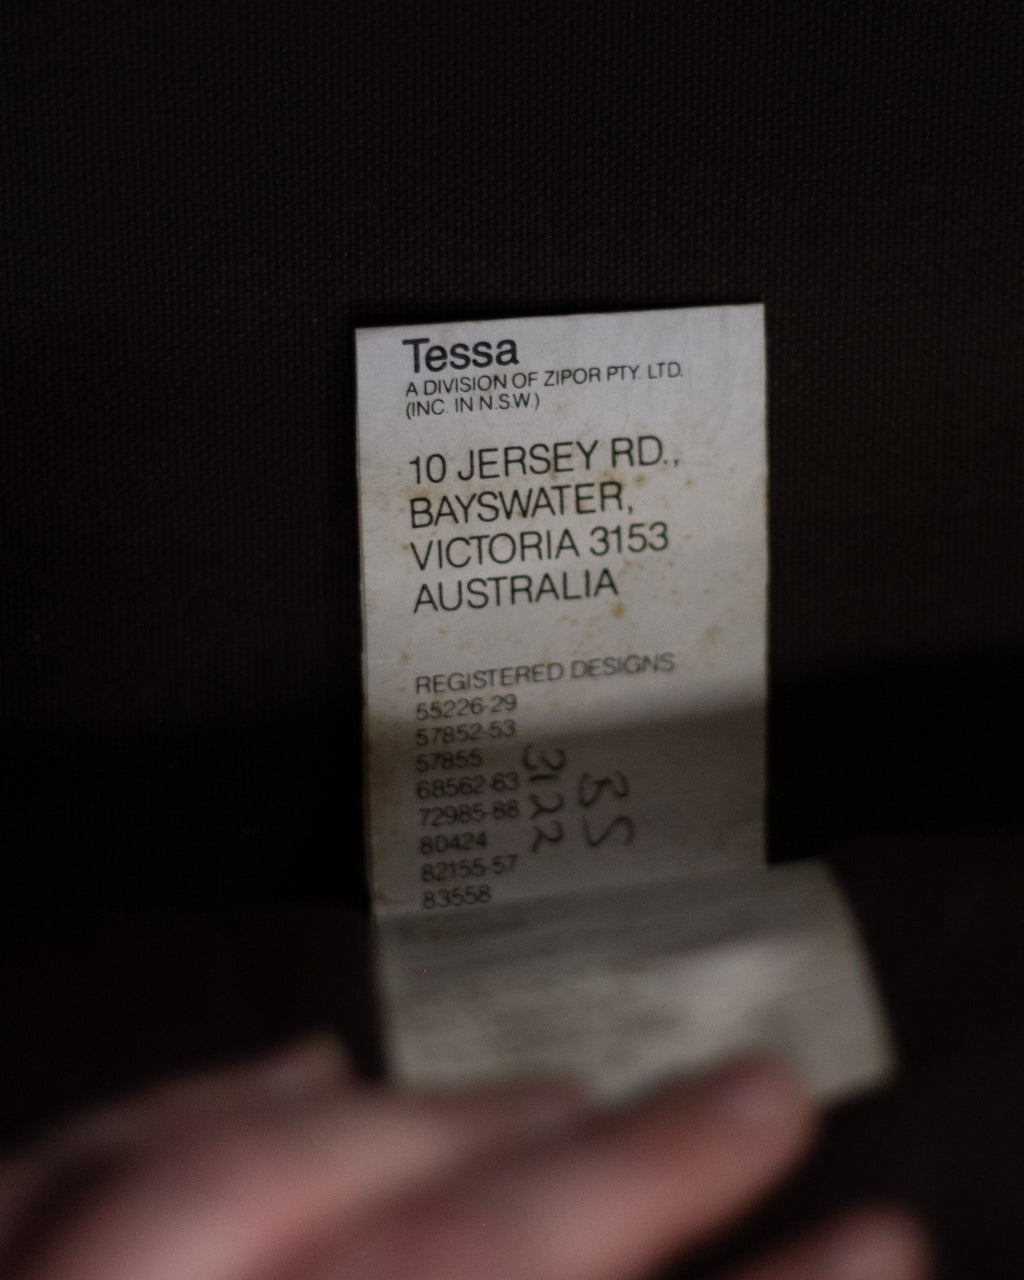 Tessa
A DIVISION OF ZIPOR PTY. LTD.
(INC. IN N.S.W.)
10 JERSEY RD.,
BAYSWATER,
VICTORIA 3153
AUSTRALIA
REGISTERED DESIGNS
55226-29
57852-53
57855
68562-63
72985-88
80424
82155-57
83558
3122